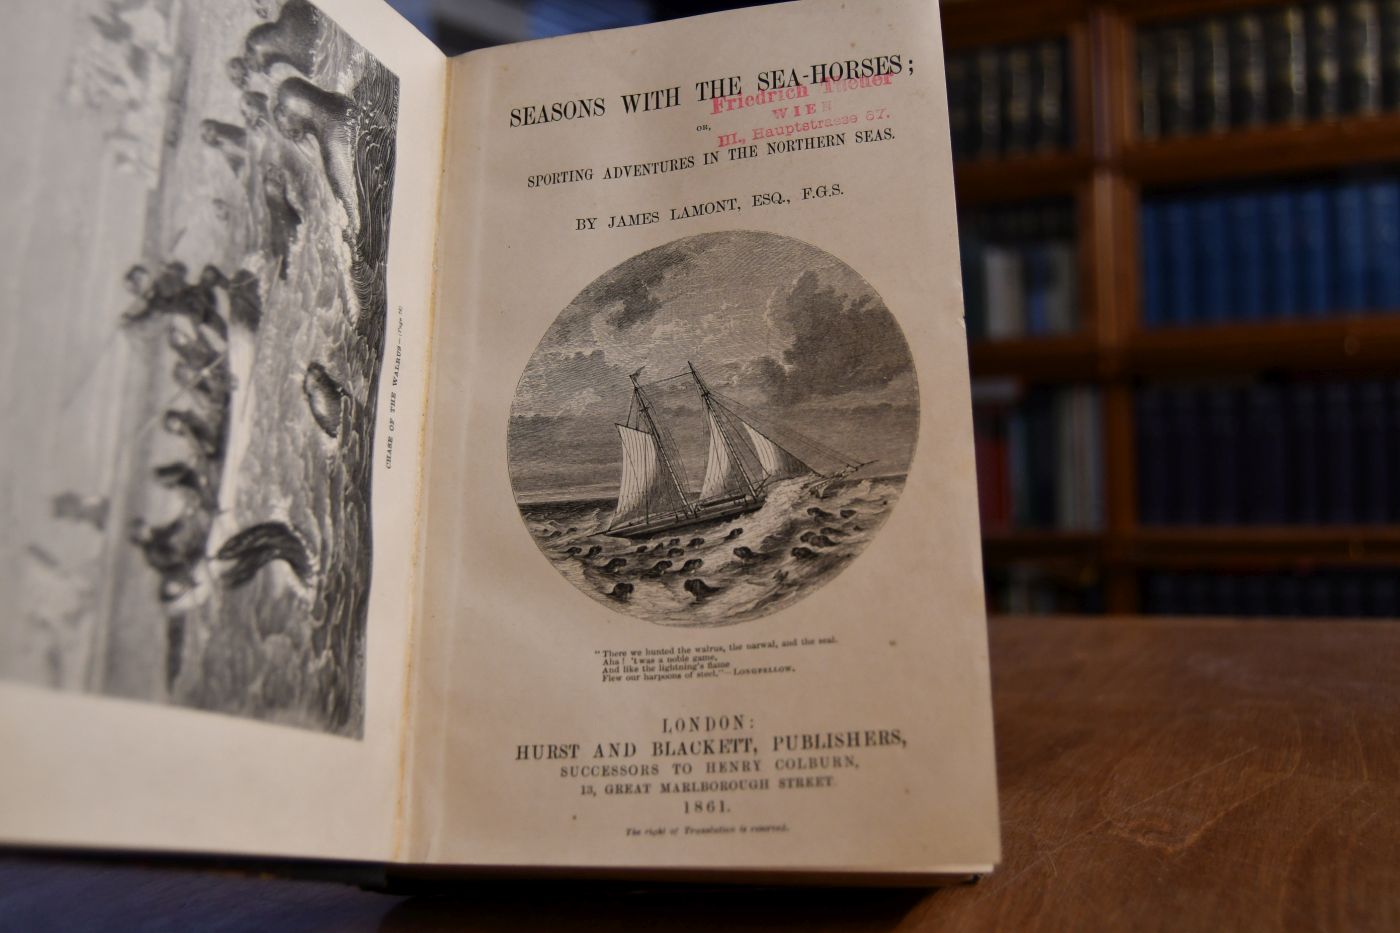 SEASONS WITH THE SEA-HORSES;
OR,
SPORTING ADVENTURES IN THE NORTHERN SEAS.
BY JAMES LAMONT, ESQ., F.G.S.
Friedrich
WIEN
III., Hauptstrasse 67.
"There we hunted the walrus, the narwal, and the seal.
Aha! 'twas a noble game,
And like the lightning's flame
Flew our harpoons of steel."—LONGFELLOW.
LONDON:
HURST AND BLACKETT, PUBLISHERS,
SUCCESSORS TO HENRY COLBURN,
13, GREAT MARLBOROUGH STREET.
1861.
The right of Translation is reserved.
CHASE OF THE WALRUS—(Page